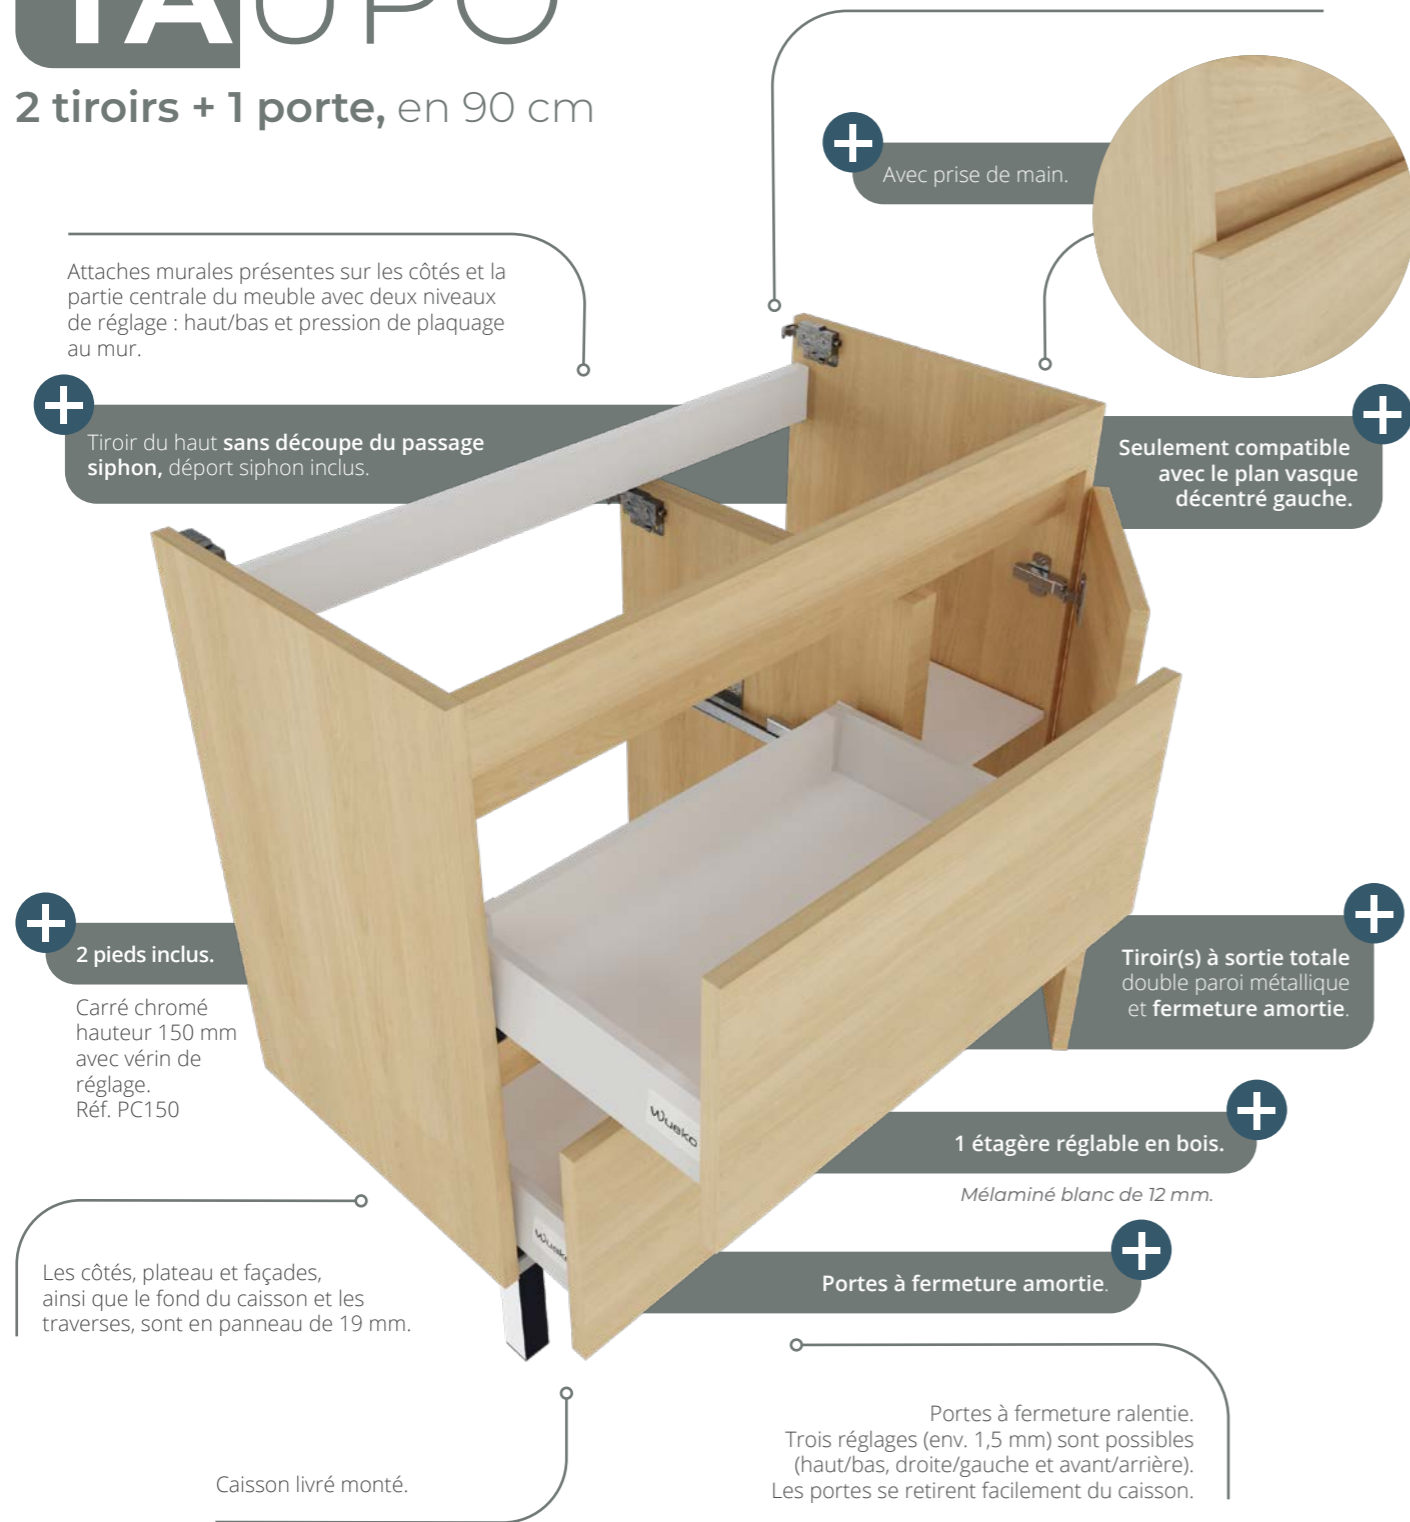 TAUPO
2 tiroirs + 1 porte, en 90 cm
Avec prise de main.
Attaches murales présentes sur les côtés et la
partie centrale du meuble avec deux niveaux
de réglage : haut/bas et pression de plaquage
au mur.
Tiroir du haut sans découpe du passage
siphon, déport siphon inclus.
Seulement compatible
avec le plan vasque
décentré gauche.
2 pieds inclus.
Carré chromé
hauteur 150 mm
avec vérin de
réglage.
Réf. PC150
Tiroir(s) à sortie totale
double paroi métallique
et fermeture amortie.
Wueko
1 étagère réglable en bois.
Mélaminé blanc de 12 mm.
Wueko
Portes à fermeture amortie.
Les côtés, plateau et façades,
ainsi que le fond du caisson et les
traverses, sont en panneau de 19 mm.
Portes à fermeture ralentie.
Trois réglages (env. 1,5 mm) sont possibles
(haut/bas, droite/gauche et avant/arrière).
Les portes se retirent facilement du caisson.
Caisson livré monté.